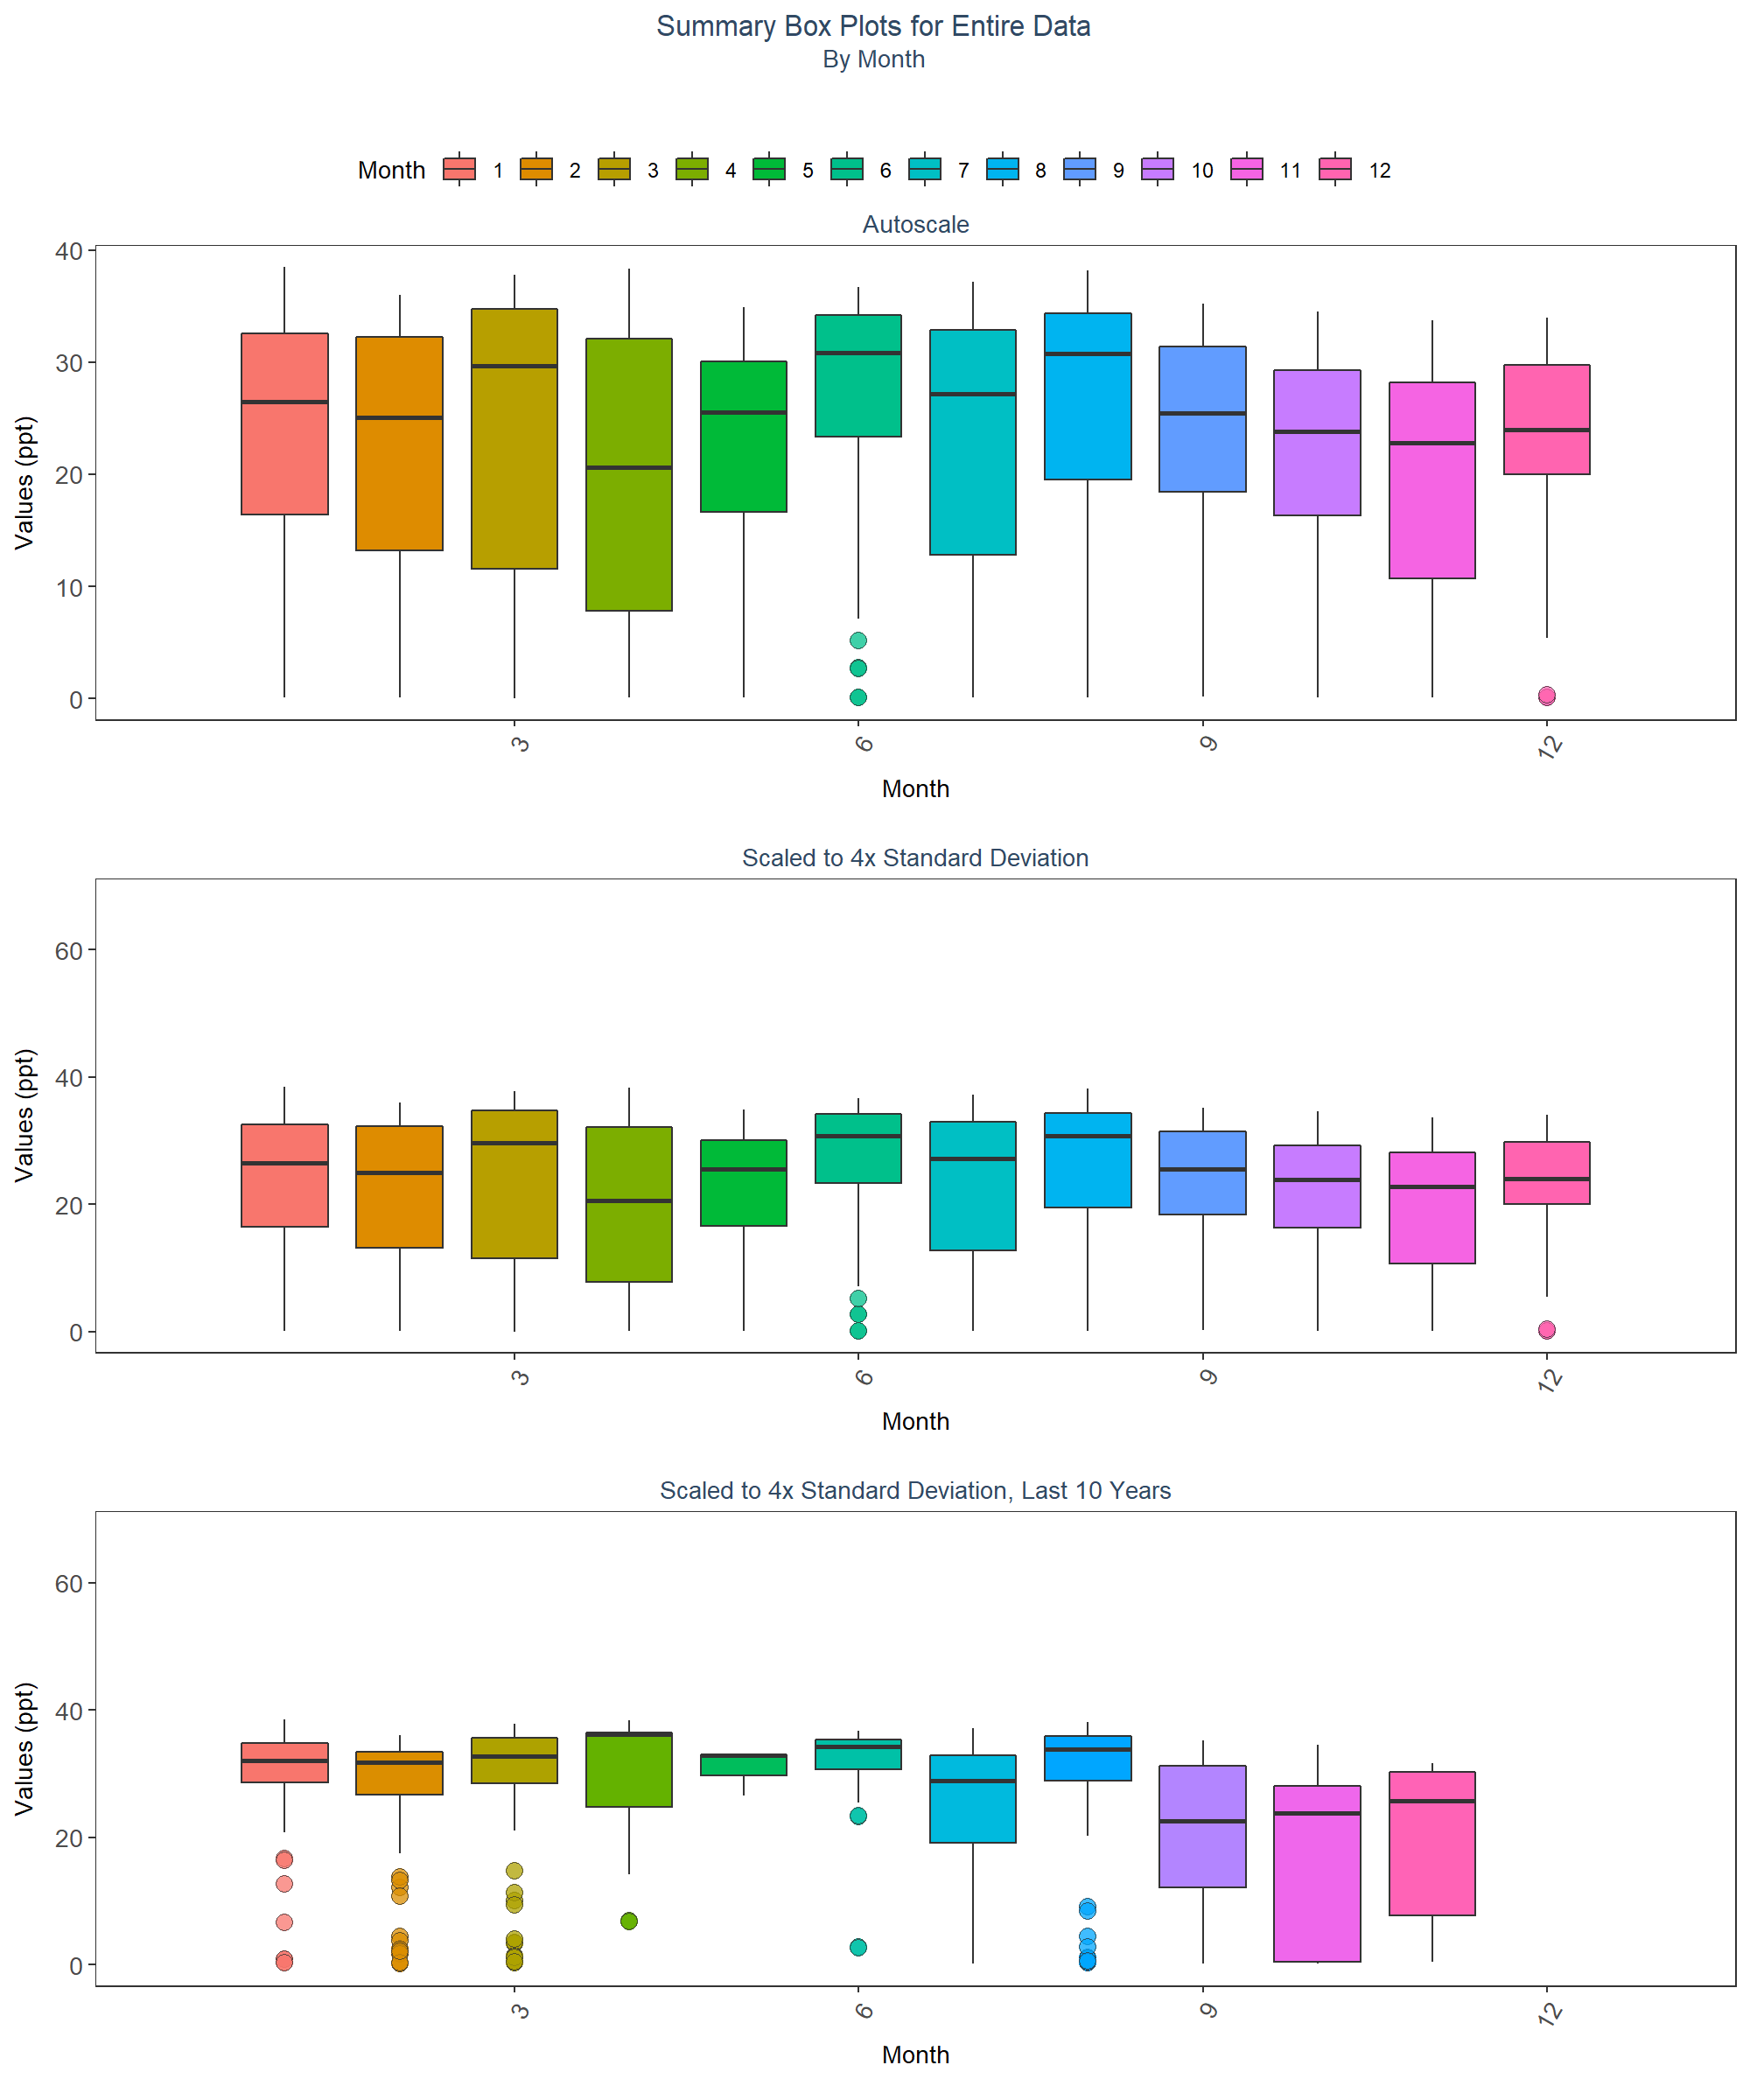 Summary Box Plots for Entire Data
By Month
Month 1 2 3 4 5 6 7 8 9 10 11 12
Autoscale
Values (ppt)
40
30
20
10
0
3 6 9 12
Month
Scaled to 4x Standard Deviation
Values (ppt)
60
40
20
0
3 6 9 12
Month
Scaled to 4x Standard Deviation, Last 10 Years
Values (ppt)
60
40
20
0
3 6 9 12
Month